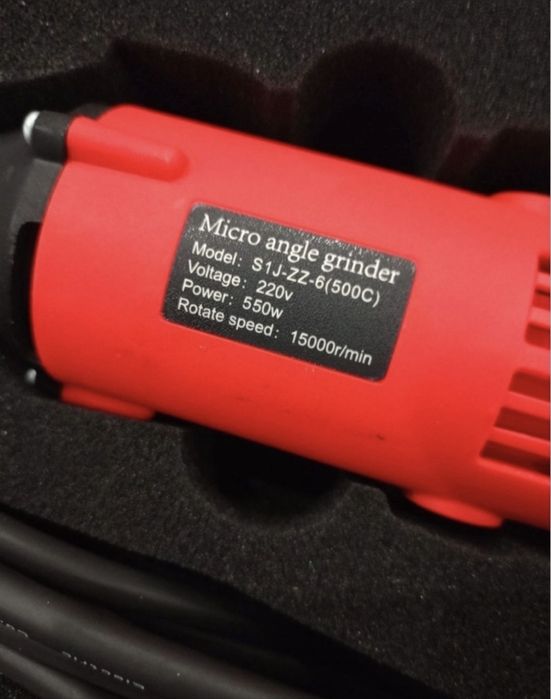 Micro angle grinder
Model: S1J-ZZ-6(500C)
Voltage: 220v
Power: 550w
Rotate speed: 15000r/min